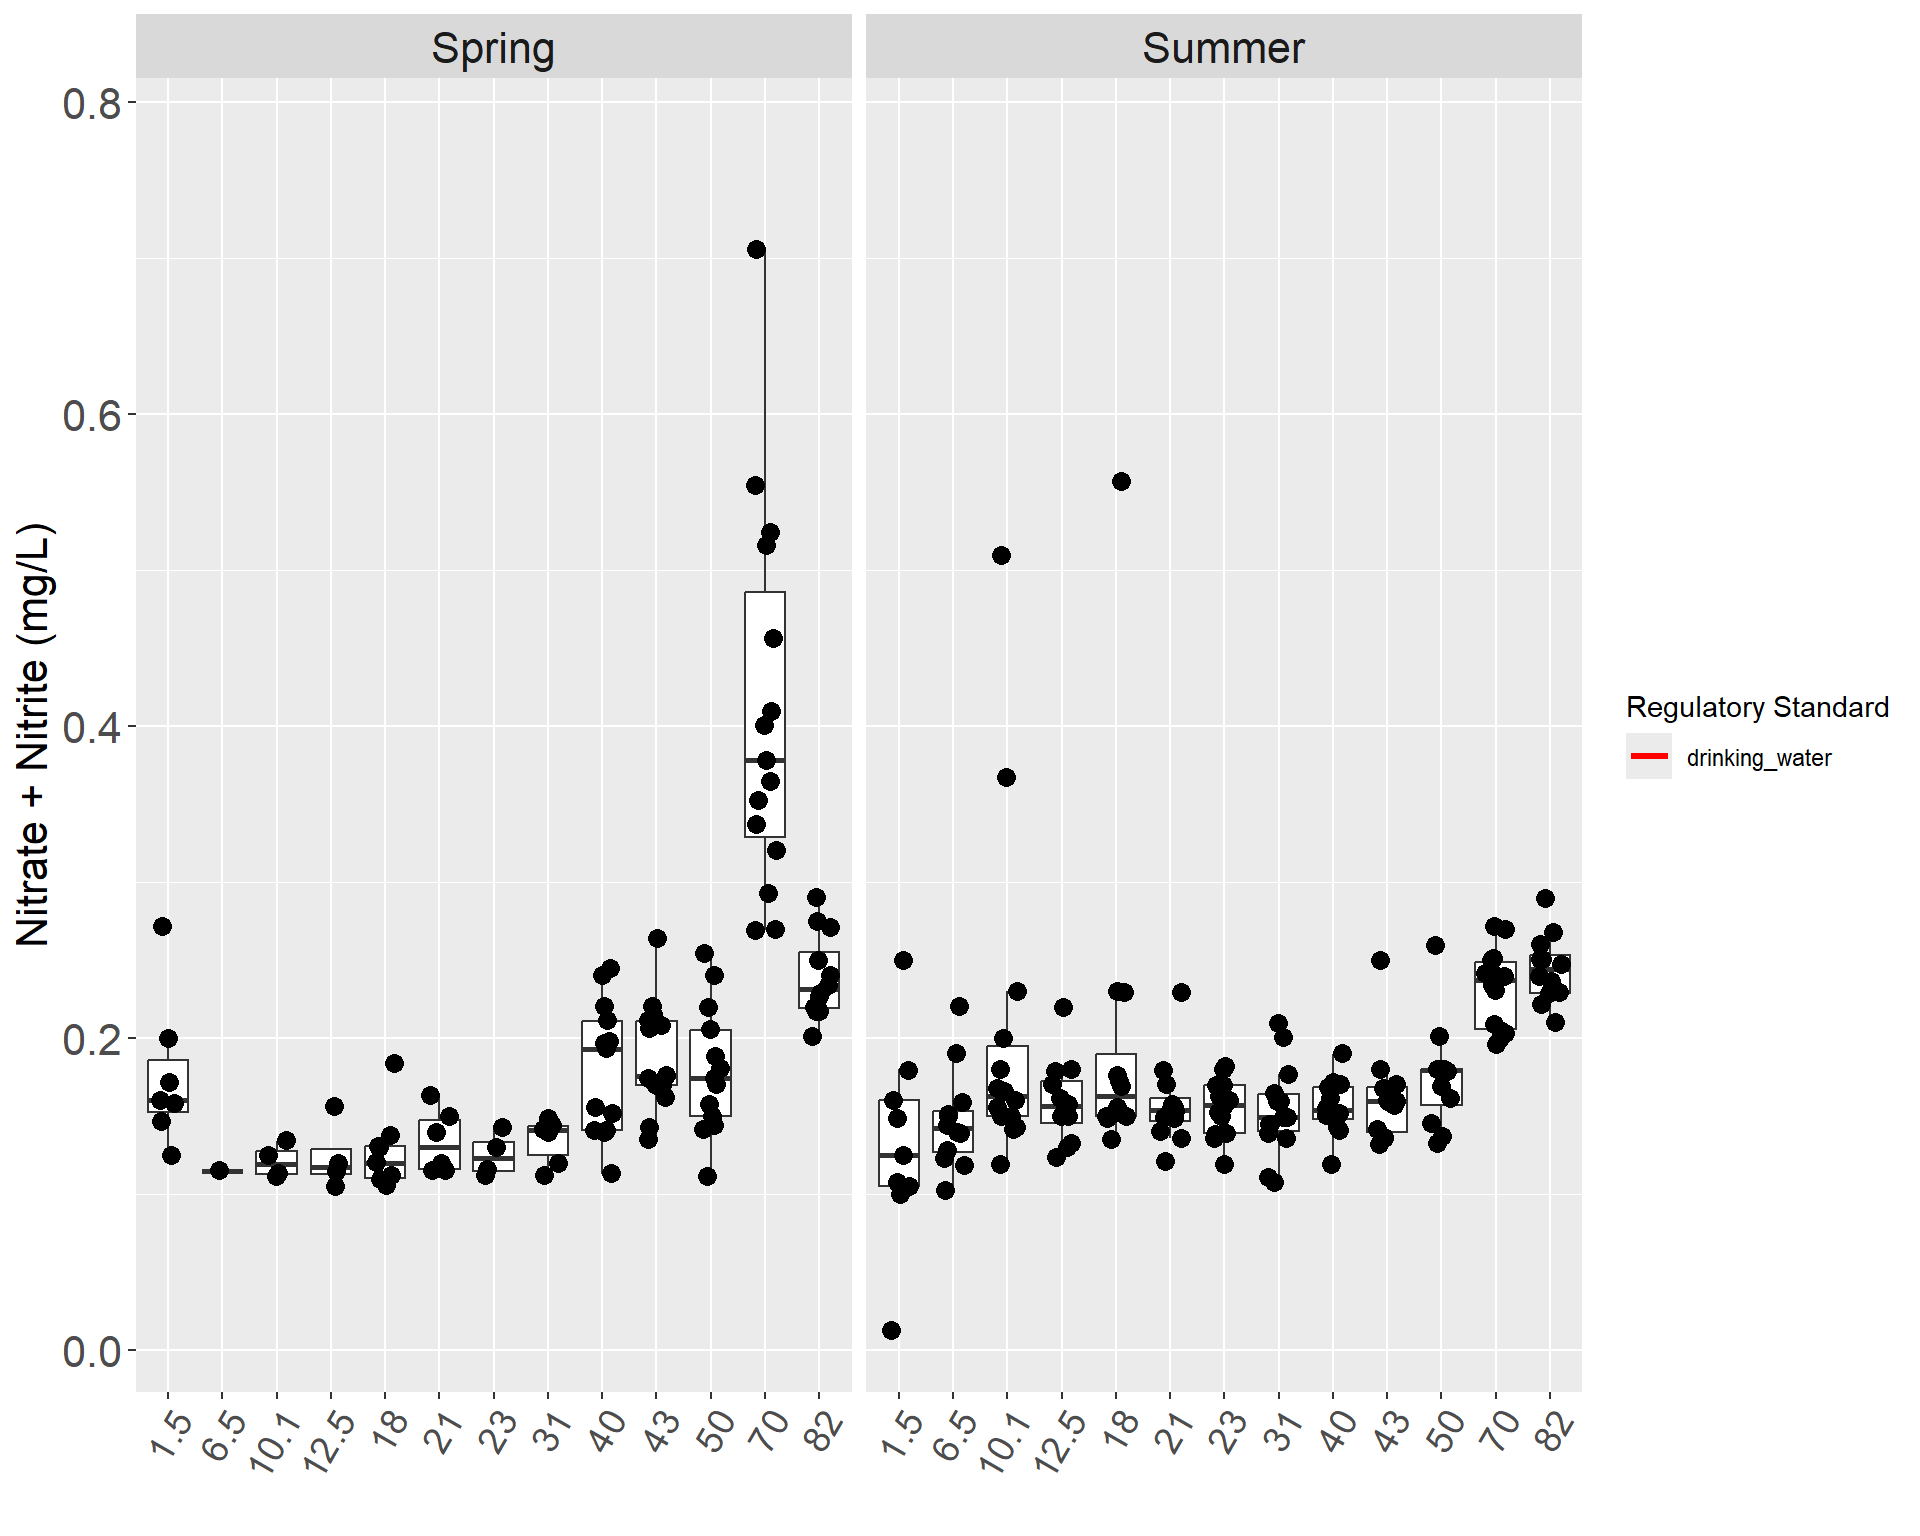 Spring Summer
0.8
0.6
0.4
0.2
0.0
Nitrate + Nitrite (mg/L)
1.5 6.5 10.1 12.5 18 21 23 31 40 43 50 70 82 1.5 6.5 10.1 12.5 18 21 23 31 40 43 50 70 82
Regulatory Standard
drinking_water